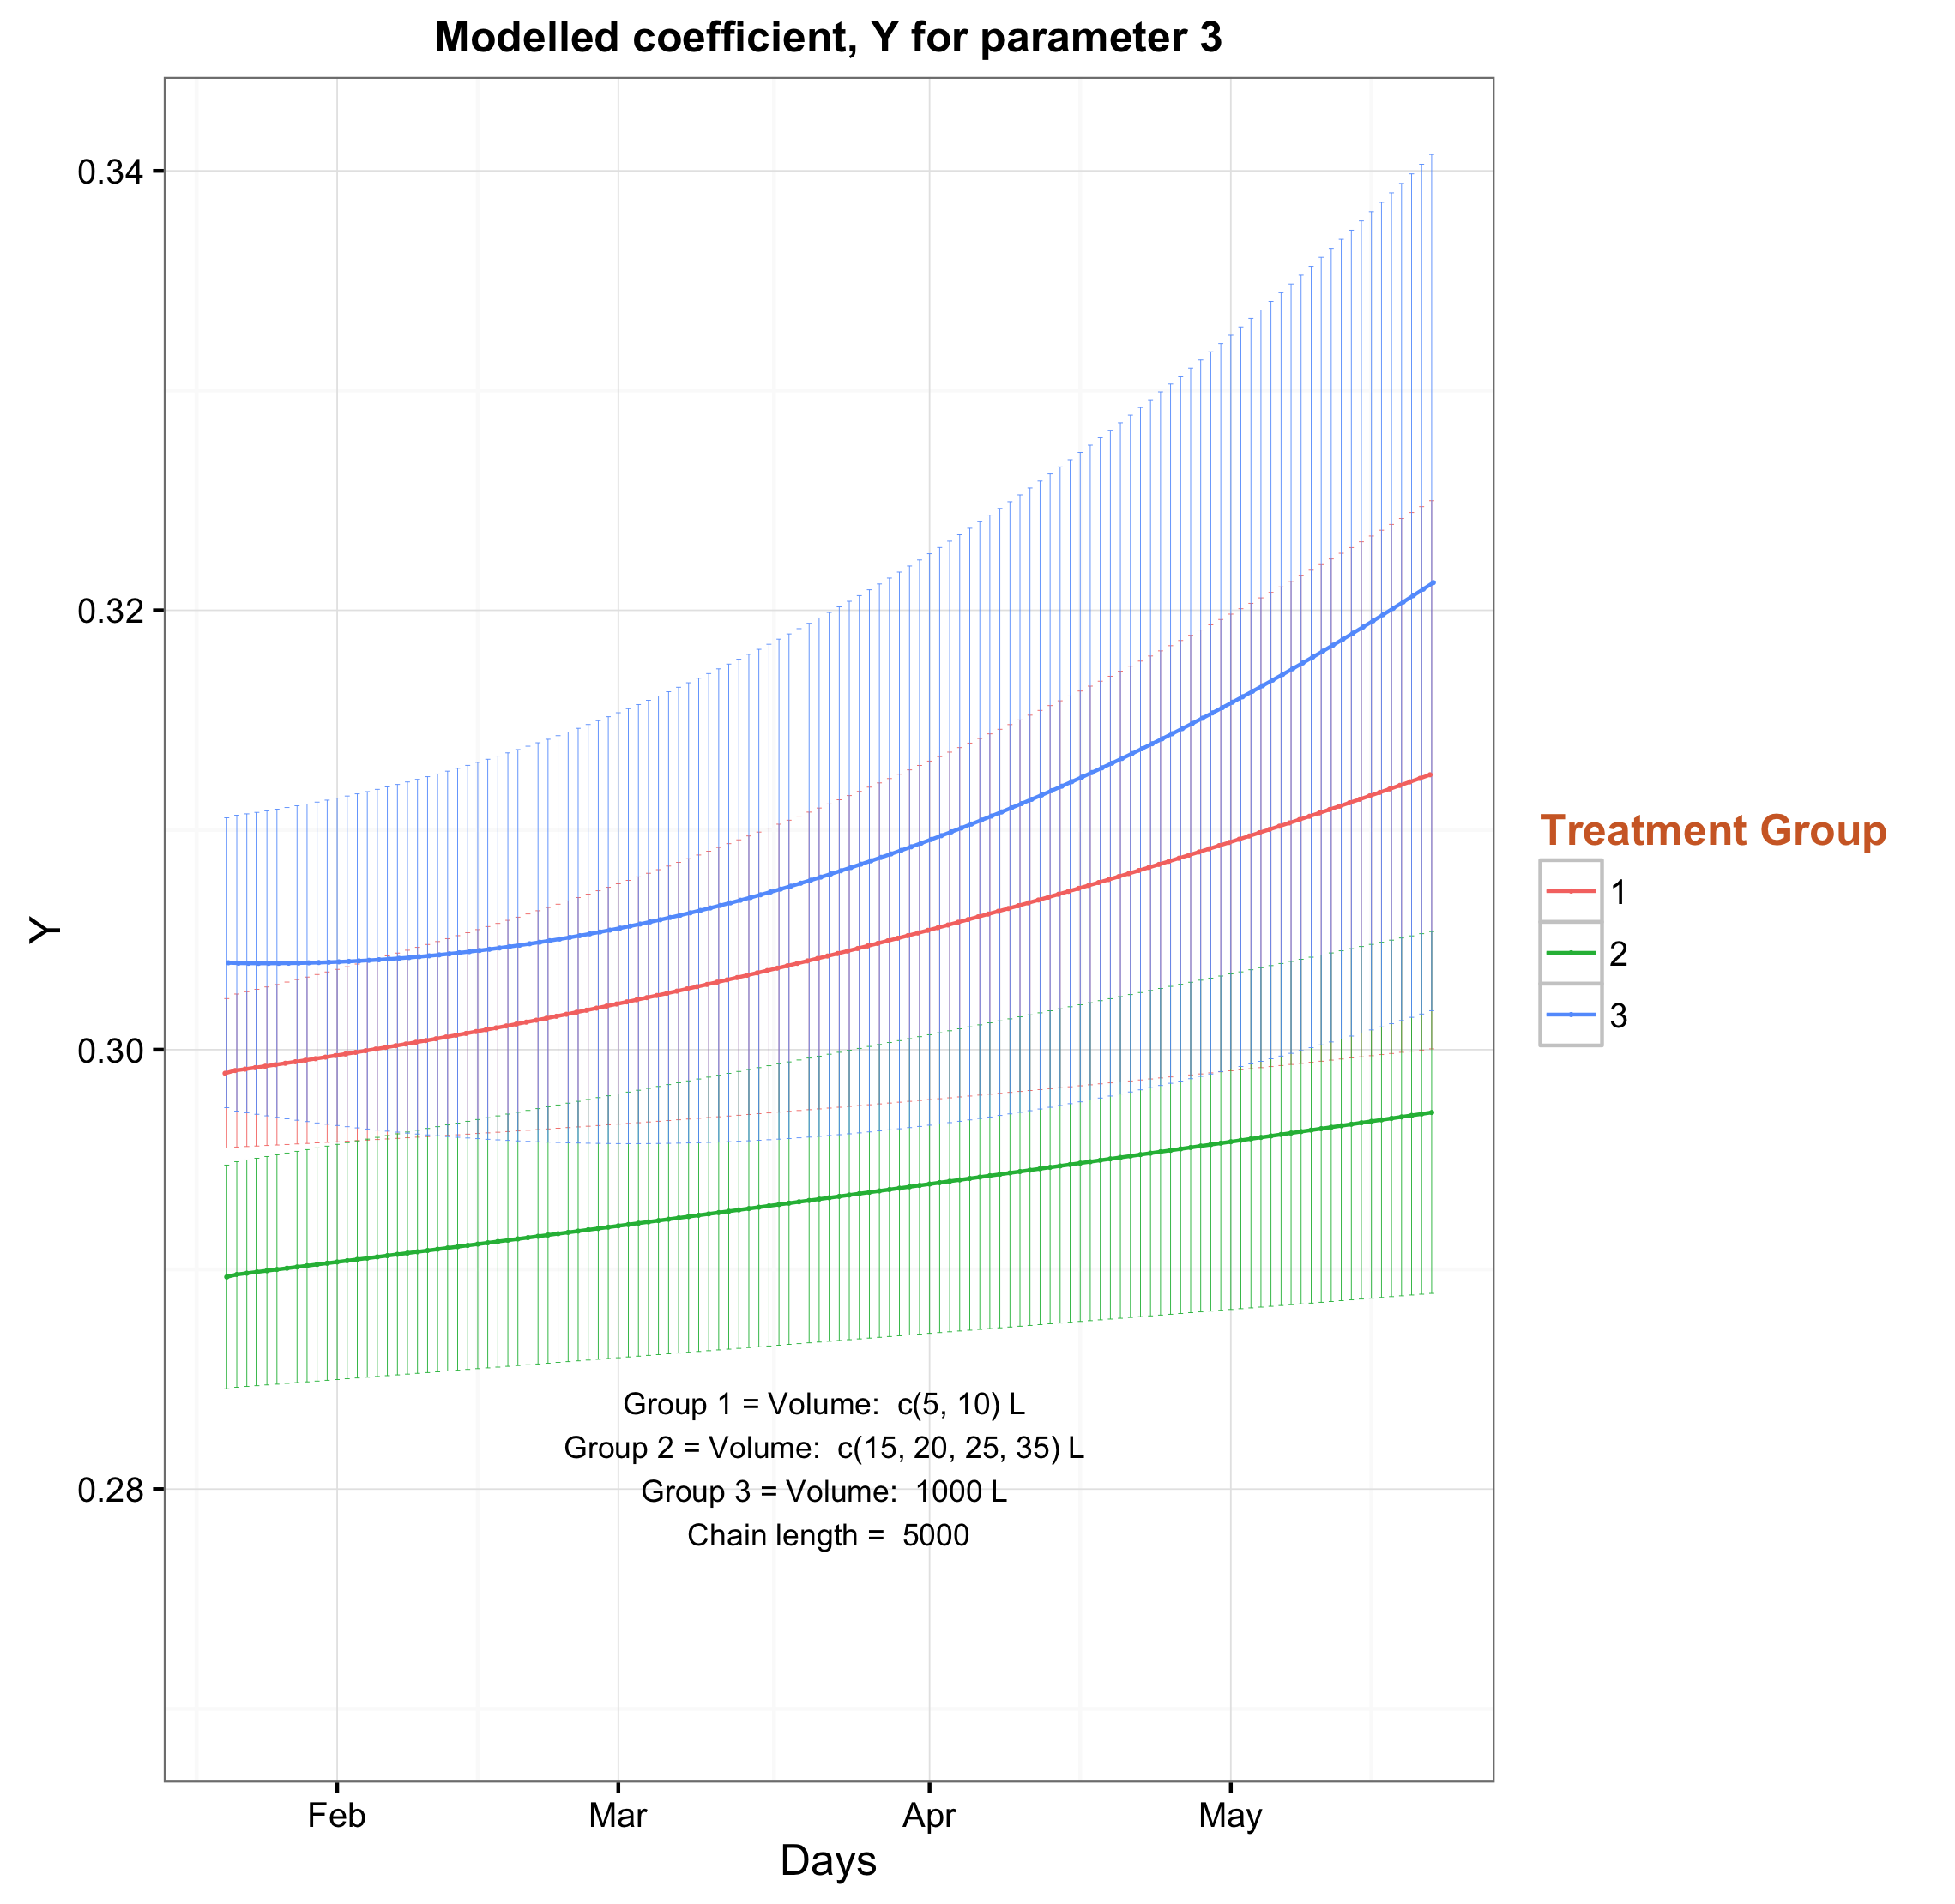 Modelled coefficient, Y for parameter 3
0.34
0.32
0.30
0.28
Y
Feb Mar Apr May
Days
Group 1 = Volume:  c(5, 10) L
Group 2 = Volume:  c(15, 20, 25, 35) L
Group 3 = Volume:  1000 L
Chain length =  5000
Treatment Group
1
2
3